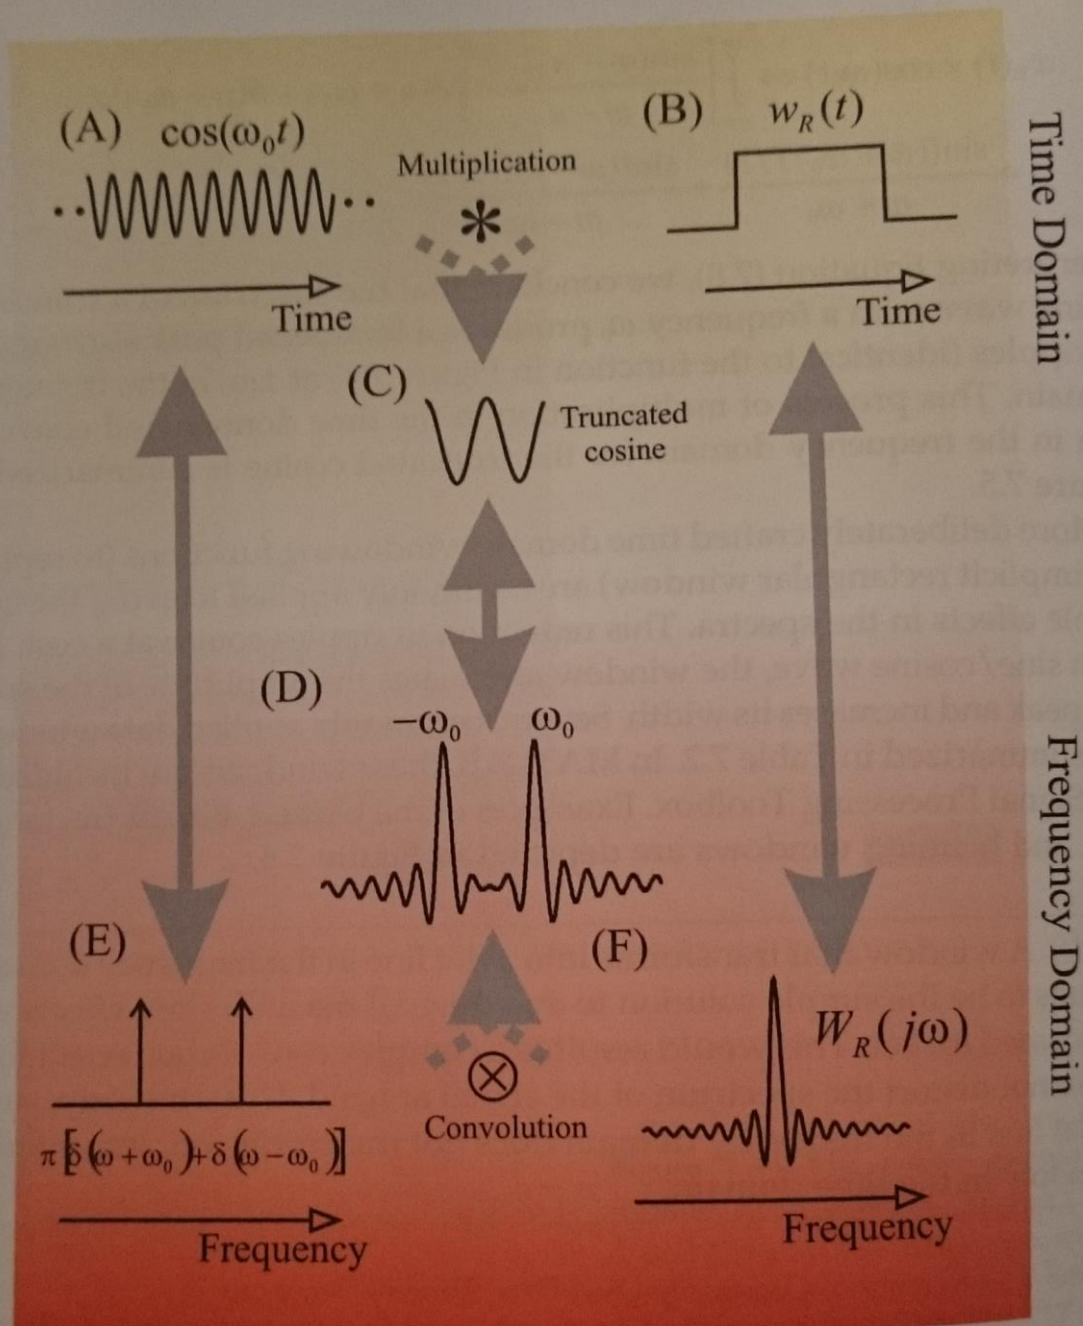 (A) cos(ω₀t)
Multiplication
*
Time
(B) w_R(t)
Time
Time Domain
(C)
Truncated
cosine
(D)
−ω₀ ω₀
(E)
π[δ(ω+ω₀)+δ(ω−ω₀)]
Frequency
⊗
Convolution
(F)
W_R(jω)
Frequency
Frequency Domain